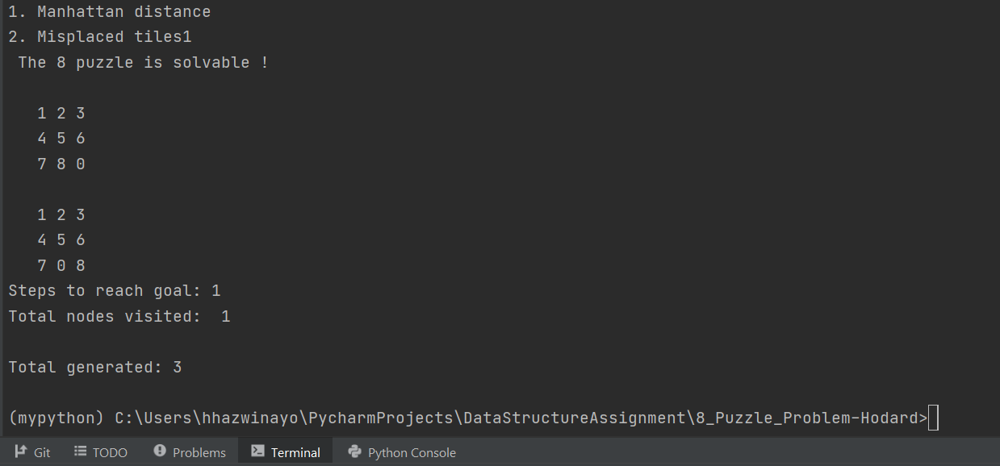 1. Manhattan distance
2. Misplaced tiles1
 The 8 puzzle is solvable !

   1 2 3
   4 5 6
   7 8 0

   1 2 3
   4 5 6
   7 0 8
Steps to reach goal: 1
Total nodes visited:  1

Total generated: 3

(mypython) C:\Users\hhazwinayo\PycharmProjects\DataStructureAssignment\8_Puzzle_Problem-Hodard>
Git TODO Problems Terminal Python Console